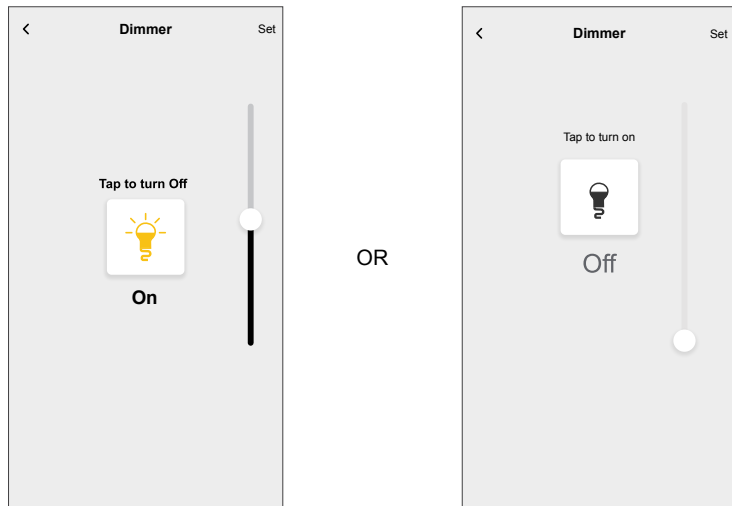 Dimmer
Set
Tap to turn Off
On
OR
Dimmer
Set
Tap to turn on
Off